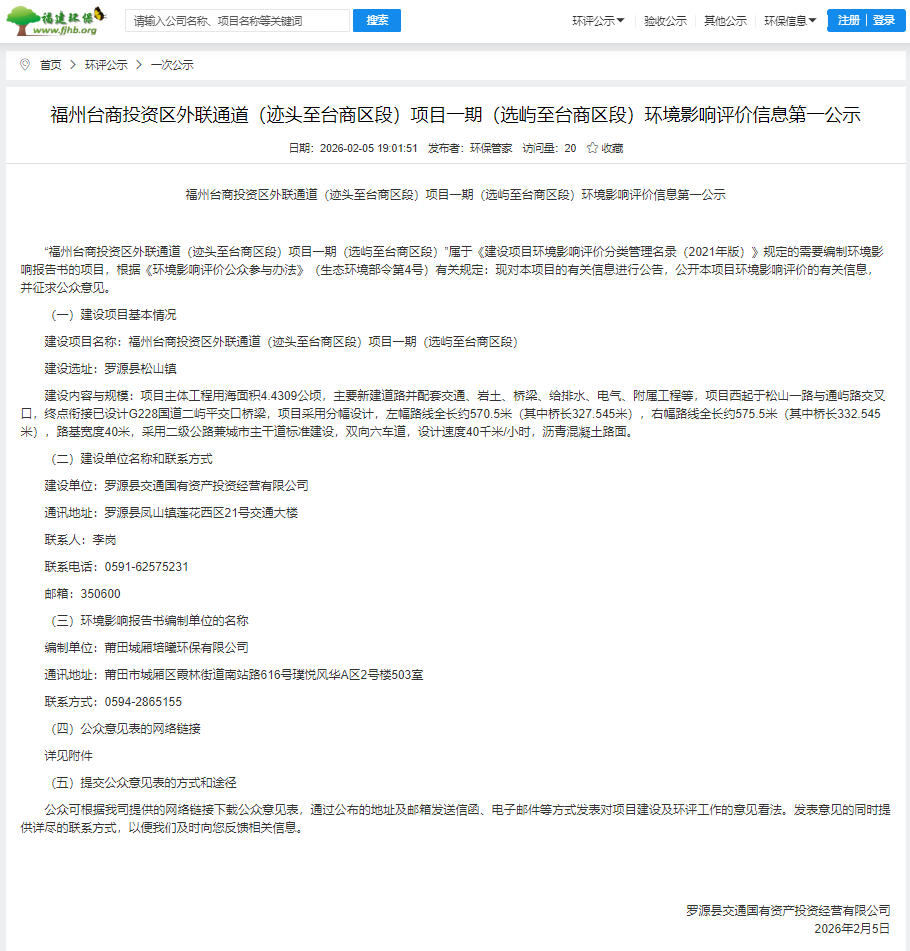 福建环保
www.fjhb.org
请输入公司名称、项目名称等关键词
搜索
环评公示
验收公示
其他公示
环保信息
注册 | 登录
首页 > 环评公示 > 一次公示
福州台商投资区外联通道（迹头至台商区段）项目一期（选屿至台商区段）环境影响评价信息第一公示
日期：2026-02-05 19:01:51 发布者：环保管家 访问量：20 ☆ 收藏
福州台商投资区外联通道（迹头至台商区段）项目一期（选屿至台商区段）环境影响评价信息第一公示
“福州台商投资区外联通道（迹头至台商区段）项目一期（选屿至台商区段）”属于《建设项目环境影响评价分类管理名录（2021年版）》规定的需要编制环境影
响报告书的项目，根据《环境影响评价公众参与办法》（生态环境部令第4号）有关规定：现对本项目的有关信息进行公告，公开本项目环境影响评价的有关信息，
并征求公众意见。
（一）建设项目基本情况
建设项目名称：福州台商投资区外联通道（迹头至台商区段）项目一期（选屿至台商区段）
建设选址：罗源县松山镇
建设内容与规模：项目主体工程用海面积4.4309公顷，主要新建道路并配套交通、岩土、桥梁、给排水、电气、附属工程等，项目西起于松山一路与通屿路交叉
口，终点衔接已设计G228国道二屿平交口桥梁，项目采用分幅设计，左幅路线全长约570.5米（其中桥长327.545米），右幅路线全长约575.5米（其中桥长332.545
米），路基宽度40米，采用二级公路兼城市主干道标准建设，双向六车道，设计速度40千米/小时，沥青混凝土路面。
（二）建设单位名称和联系方式
建设单位：罗源县交通国有资产投资经营有限公司
通讯地址：罗源县凤山镇莲花西区21号交通大楼
联系人：李岗
联系电话：0591-62575231
邮箱：350600
（三）环境影响报告书编制单位的名称
编制单位：莆田城厢培曦环保有限公司
通讯地址：莆田市城厢区霞林街道南站路616号璞悦风华A区2号楼503室
联系方式：0594-2865155
（四）公众意见表的网络链接
详见附件
（五）提交公众意见表的方式和途径
公众可根据我司提供的网络链接下载公众意见表，通过公布的地址及邮箱发送信函、电子邮件等方式发表对项目建设及环评工作的意见看法。发表意见的同时提
供详尽的联系方式，以便我们及时向您反馈相关信息。
罗源县交通国有资产投资经营有限公司
2026年2月5日